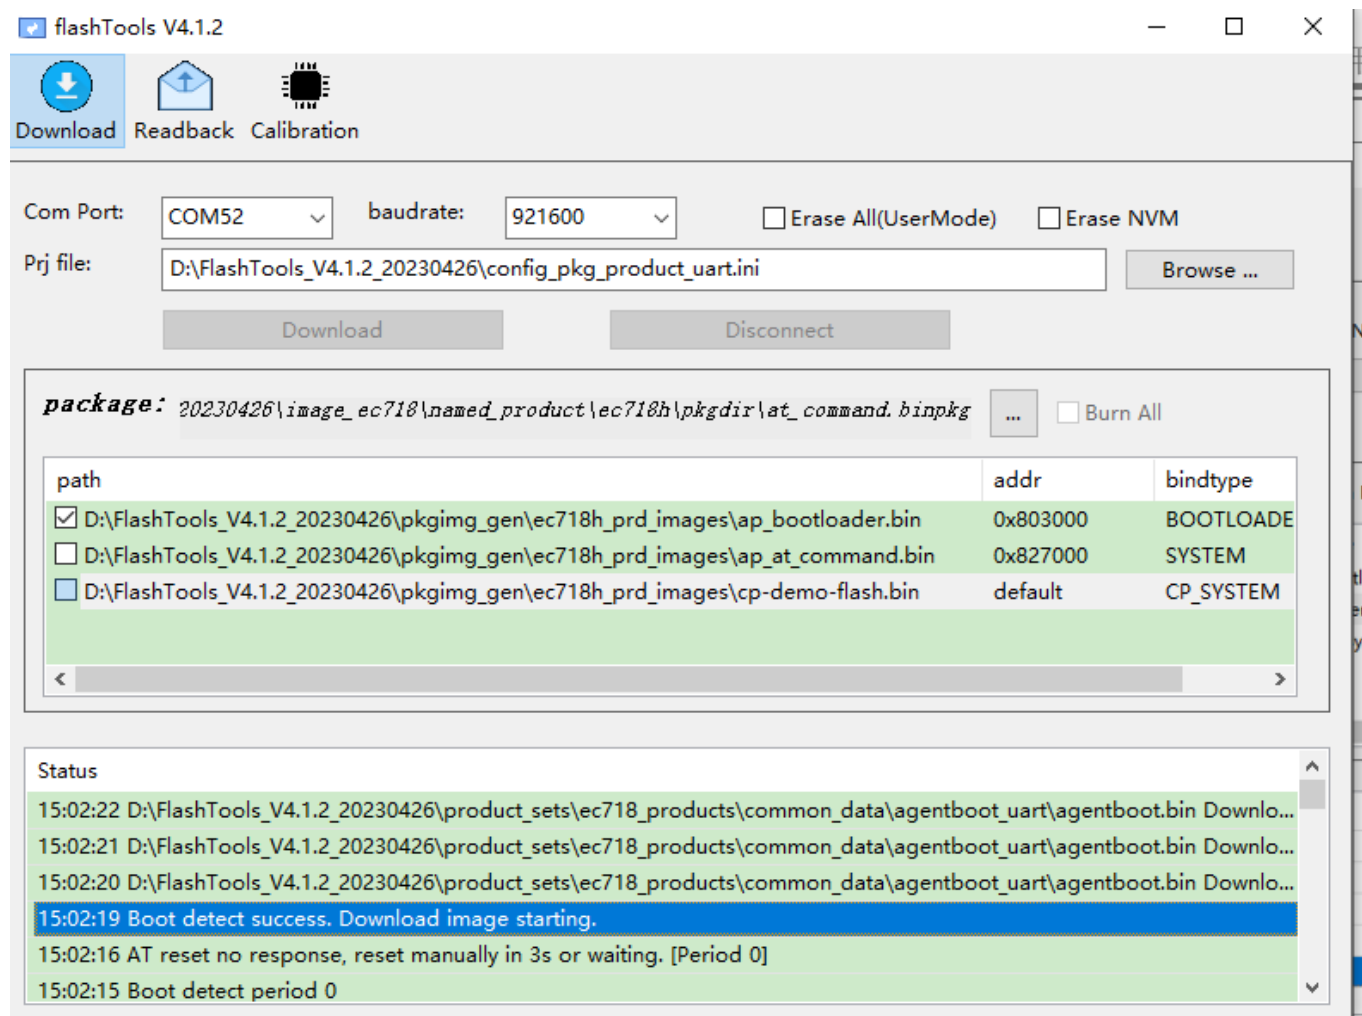 flashTools V4.1.2
Download Readback Calibration
Com Port: COM52 baudrate: 921600 Erase All(UserMode) Erase NVM
Prj file: D:\FlashTools_V4.1.2_20230426\config_pkg_product_uart.ini Browse ...
Download Disconnect
package: 20230426\image_ec718\named_product\ec718h\pkgdir\at_command.binpkg ... Burn All
path addr bindtype
D:\FlashTools_V4.1.2_20230426\pkgimg_gen\ec718h_prd_images\ap_bootloader.bin 0x803000 BOOTLOADE
D:\FlashTools_V4.1.2_20230426\pkgimg_gen\ec718h_prd_images\ap_at_command.bin 0x827000 SYSTEM
D:\FlashTools_V4.1.2_20230426\pkgimg_gen\ec718h_prd_images\cp-demo-flash.bin default CP_SYSTEM
Status
15:02:22 D:\FlashTools_V4.1.2_20230426\product_sets\ec718_products\common_data\agentboot_uart\agentboot.bin Downlo...
15:02:21 D:\FlashTools_V4.1.2_20230426\product_sets\ec718_products\common_data\agentboot_uart\agentboot.bin Downlo...
15:02:20 D:\FlashTools_V4.1.2_20230426\product_sets\ec718_products\common_data\agentboot_uart\agentboot.bin Downlo...
15:02:19 Boot detect success. Download image starting.
15:02:16 AT reset no response, reset manually in 3s or waiting. [Period 0]
15:02:15 Boot detect period 0